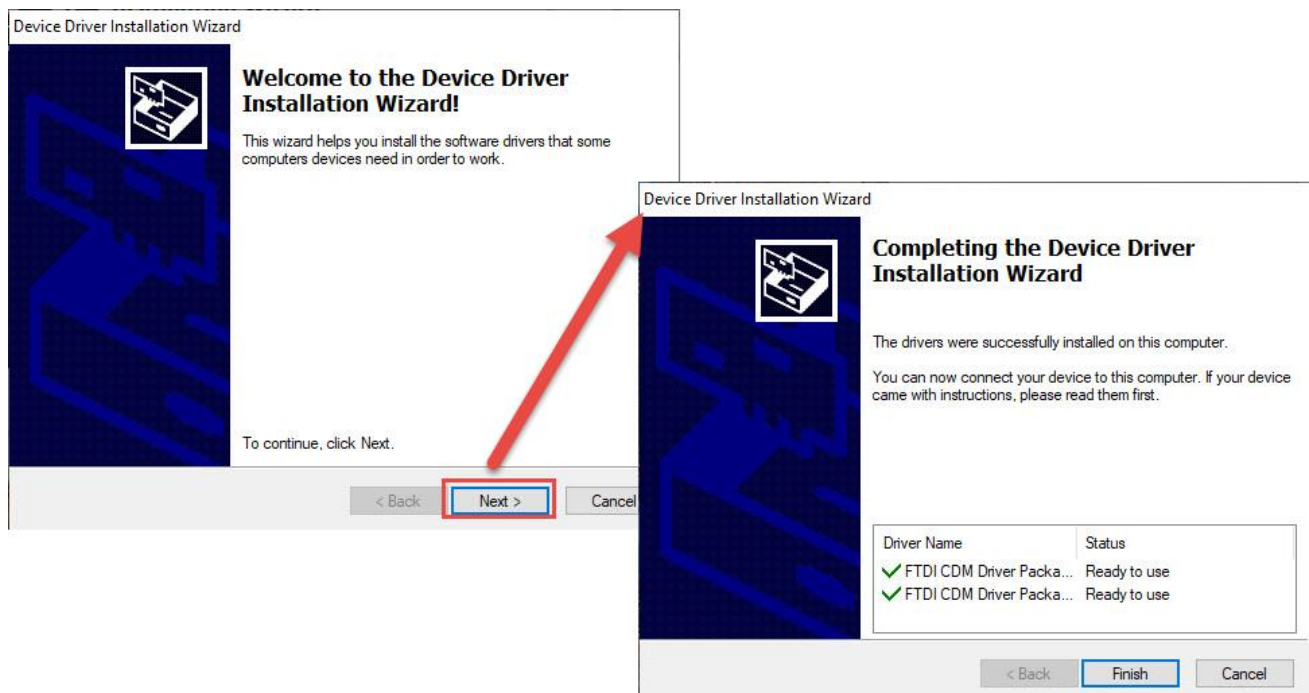 Device Driver Installation Wizard
Welcome to the Device Driver
Installation Wizard!
This wizard helps you install the software drivers that some
computers devices need in order to work.
To continue, click Next.
< Back
Next >
Cancel
Device Driver Installation Wizard
Completing the Device Driver
Installation Wizard
The drivers were successfully installed on this computer.
You can now connect your device to this computer. If your device
came with instructions, please read them first.
Driver Name Status
FTDI CDM Driver Packa... Ready to use
FTDI CDM Driver Packa... Ready to use
< Back
Finish
Cancel